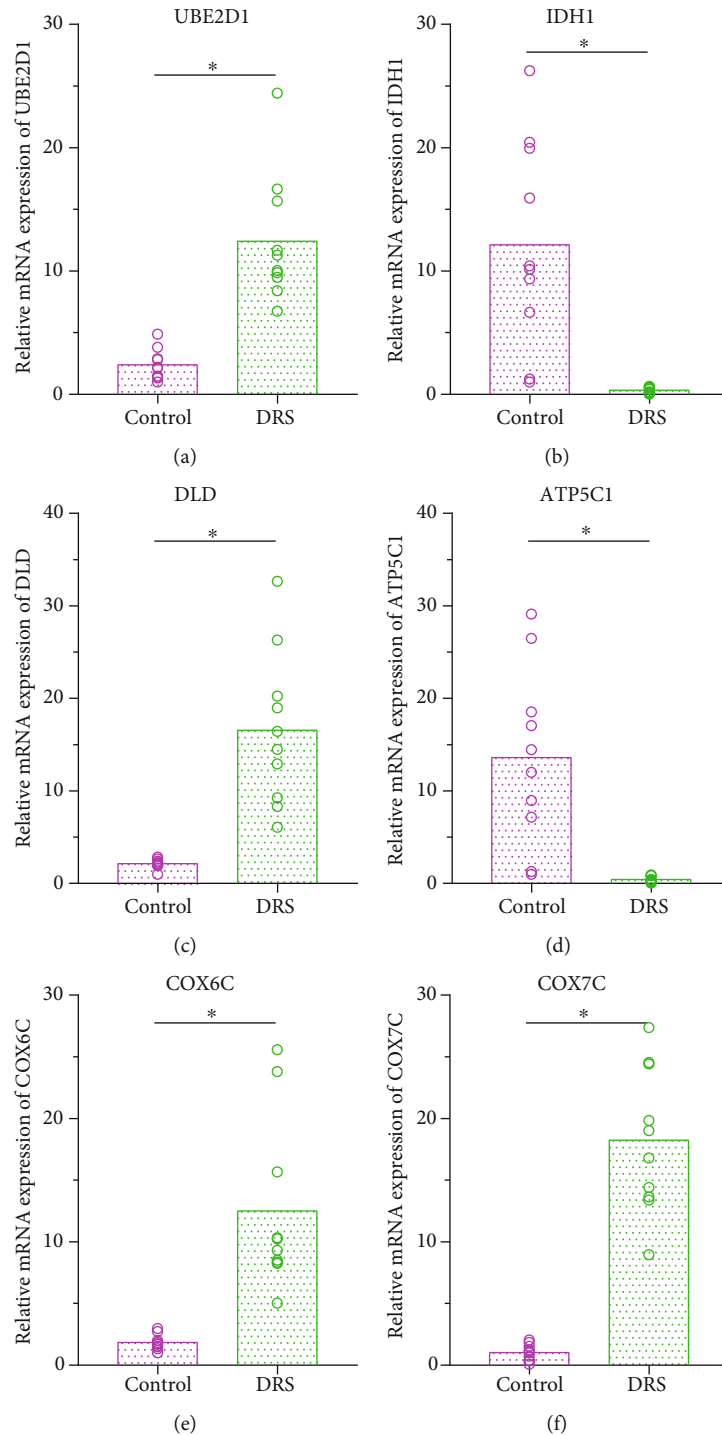 UBE2D1
Relative mRNA expression of UBE2D1
30
20
10
0
*
Control DRS
(a)
IDH1
Relative mRNA expression of IDH1
30
20
10
0
*
Control DRS
(b)
DLD
Relative mRNA expression of DLD
40
30
20
10
0
*
Control DRS
(c)
ATP5C1
Relative mRNA expression of ATP5C1
40
30
20
10
0
*
Control DRS
(d)
COX6C
Relative mRNA expression of COX6C
30
20
10
0
*
Control DRS
(e)
COX7C
Relative mRNA expression of COX7C
30
20
10
0
*
Control DRS
(f)